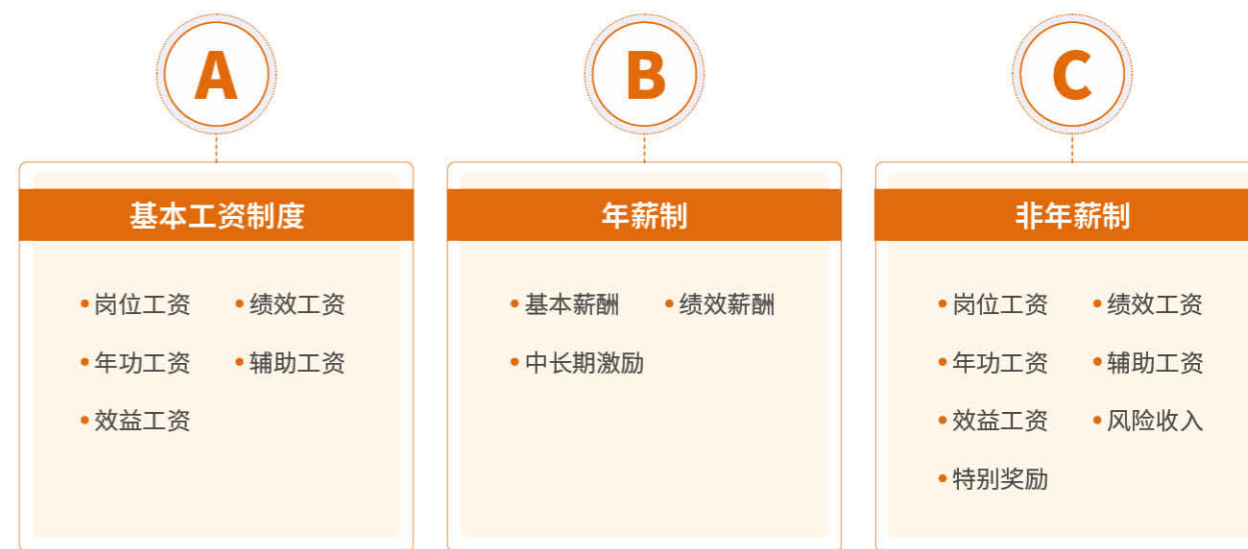 A
基本工资制度
•岗位工资 •绩效工资
•年功工资 •辅助工资
•效益工资
B
年薪制
•基本薪酬 •绩效薪酬
•中长期激励
C
非年薪制
•岗位工资 •绩效工资
•年功工资 •辅助工资
•效益工资 •风险收入
•特别奖励